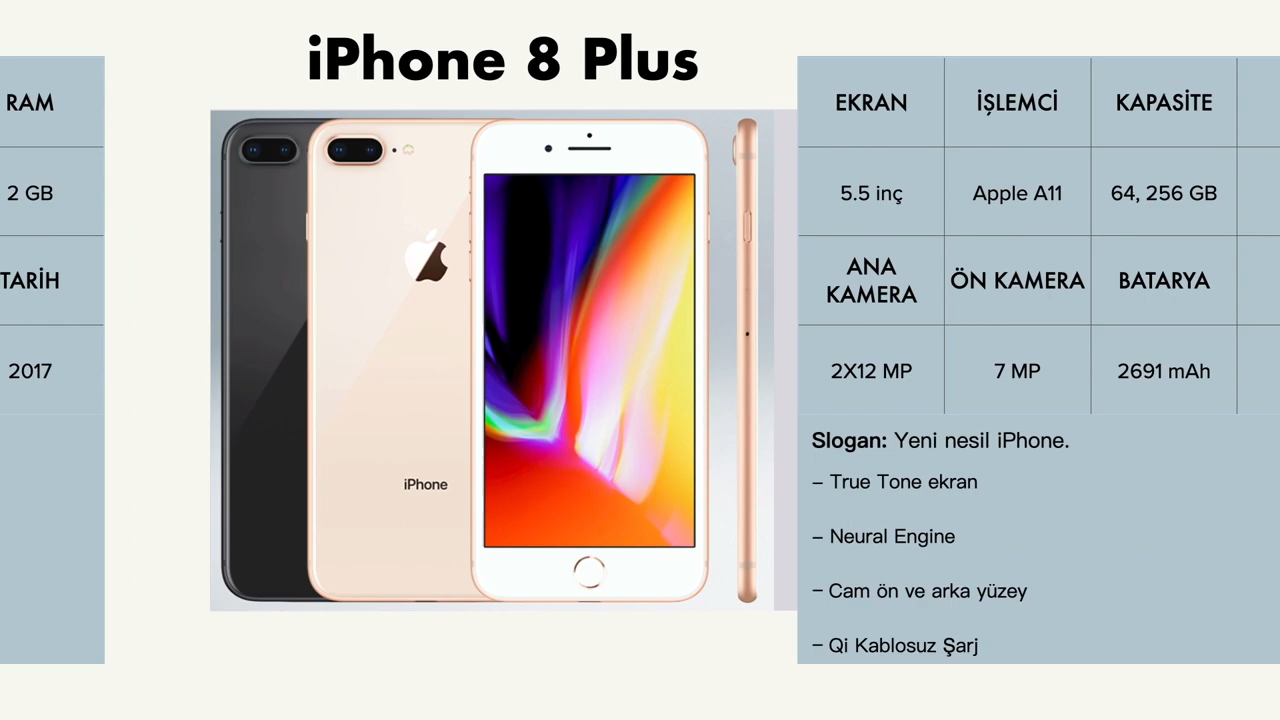 iPhone 8 Plus
RAM
2 GB
TARİH
2017
iPhone
EKRAN İŞLEMCİ KAPASİTE
5.5 inç Apple A11 64, 256 GB
ANA
KAMERA ÖN KAMERA BATARYA
2X12 MP 7 MP 2691 mAh
Slogan: Yeni nesil iPhone.
– True Tone ekran
– Neural Engine
– Cam ön ve arka yüzey
– Qi Kablosuz Şarj